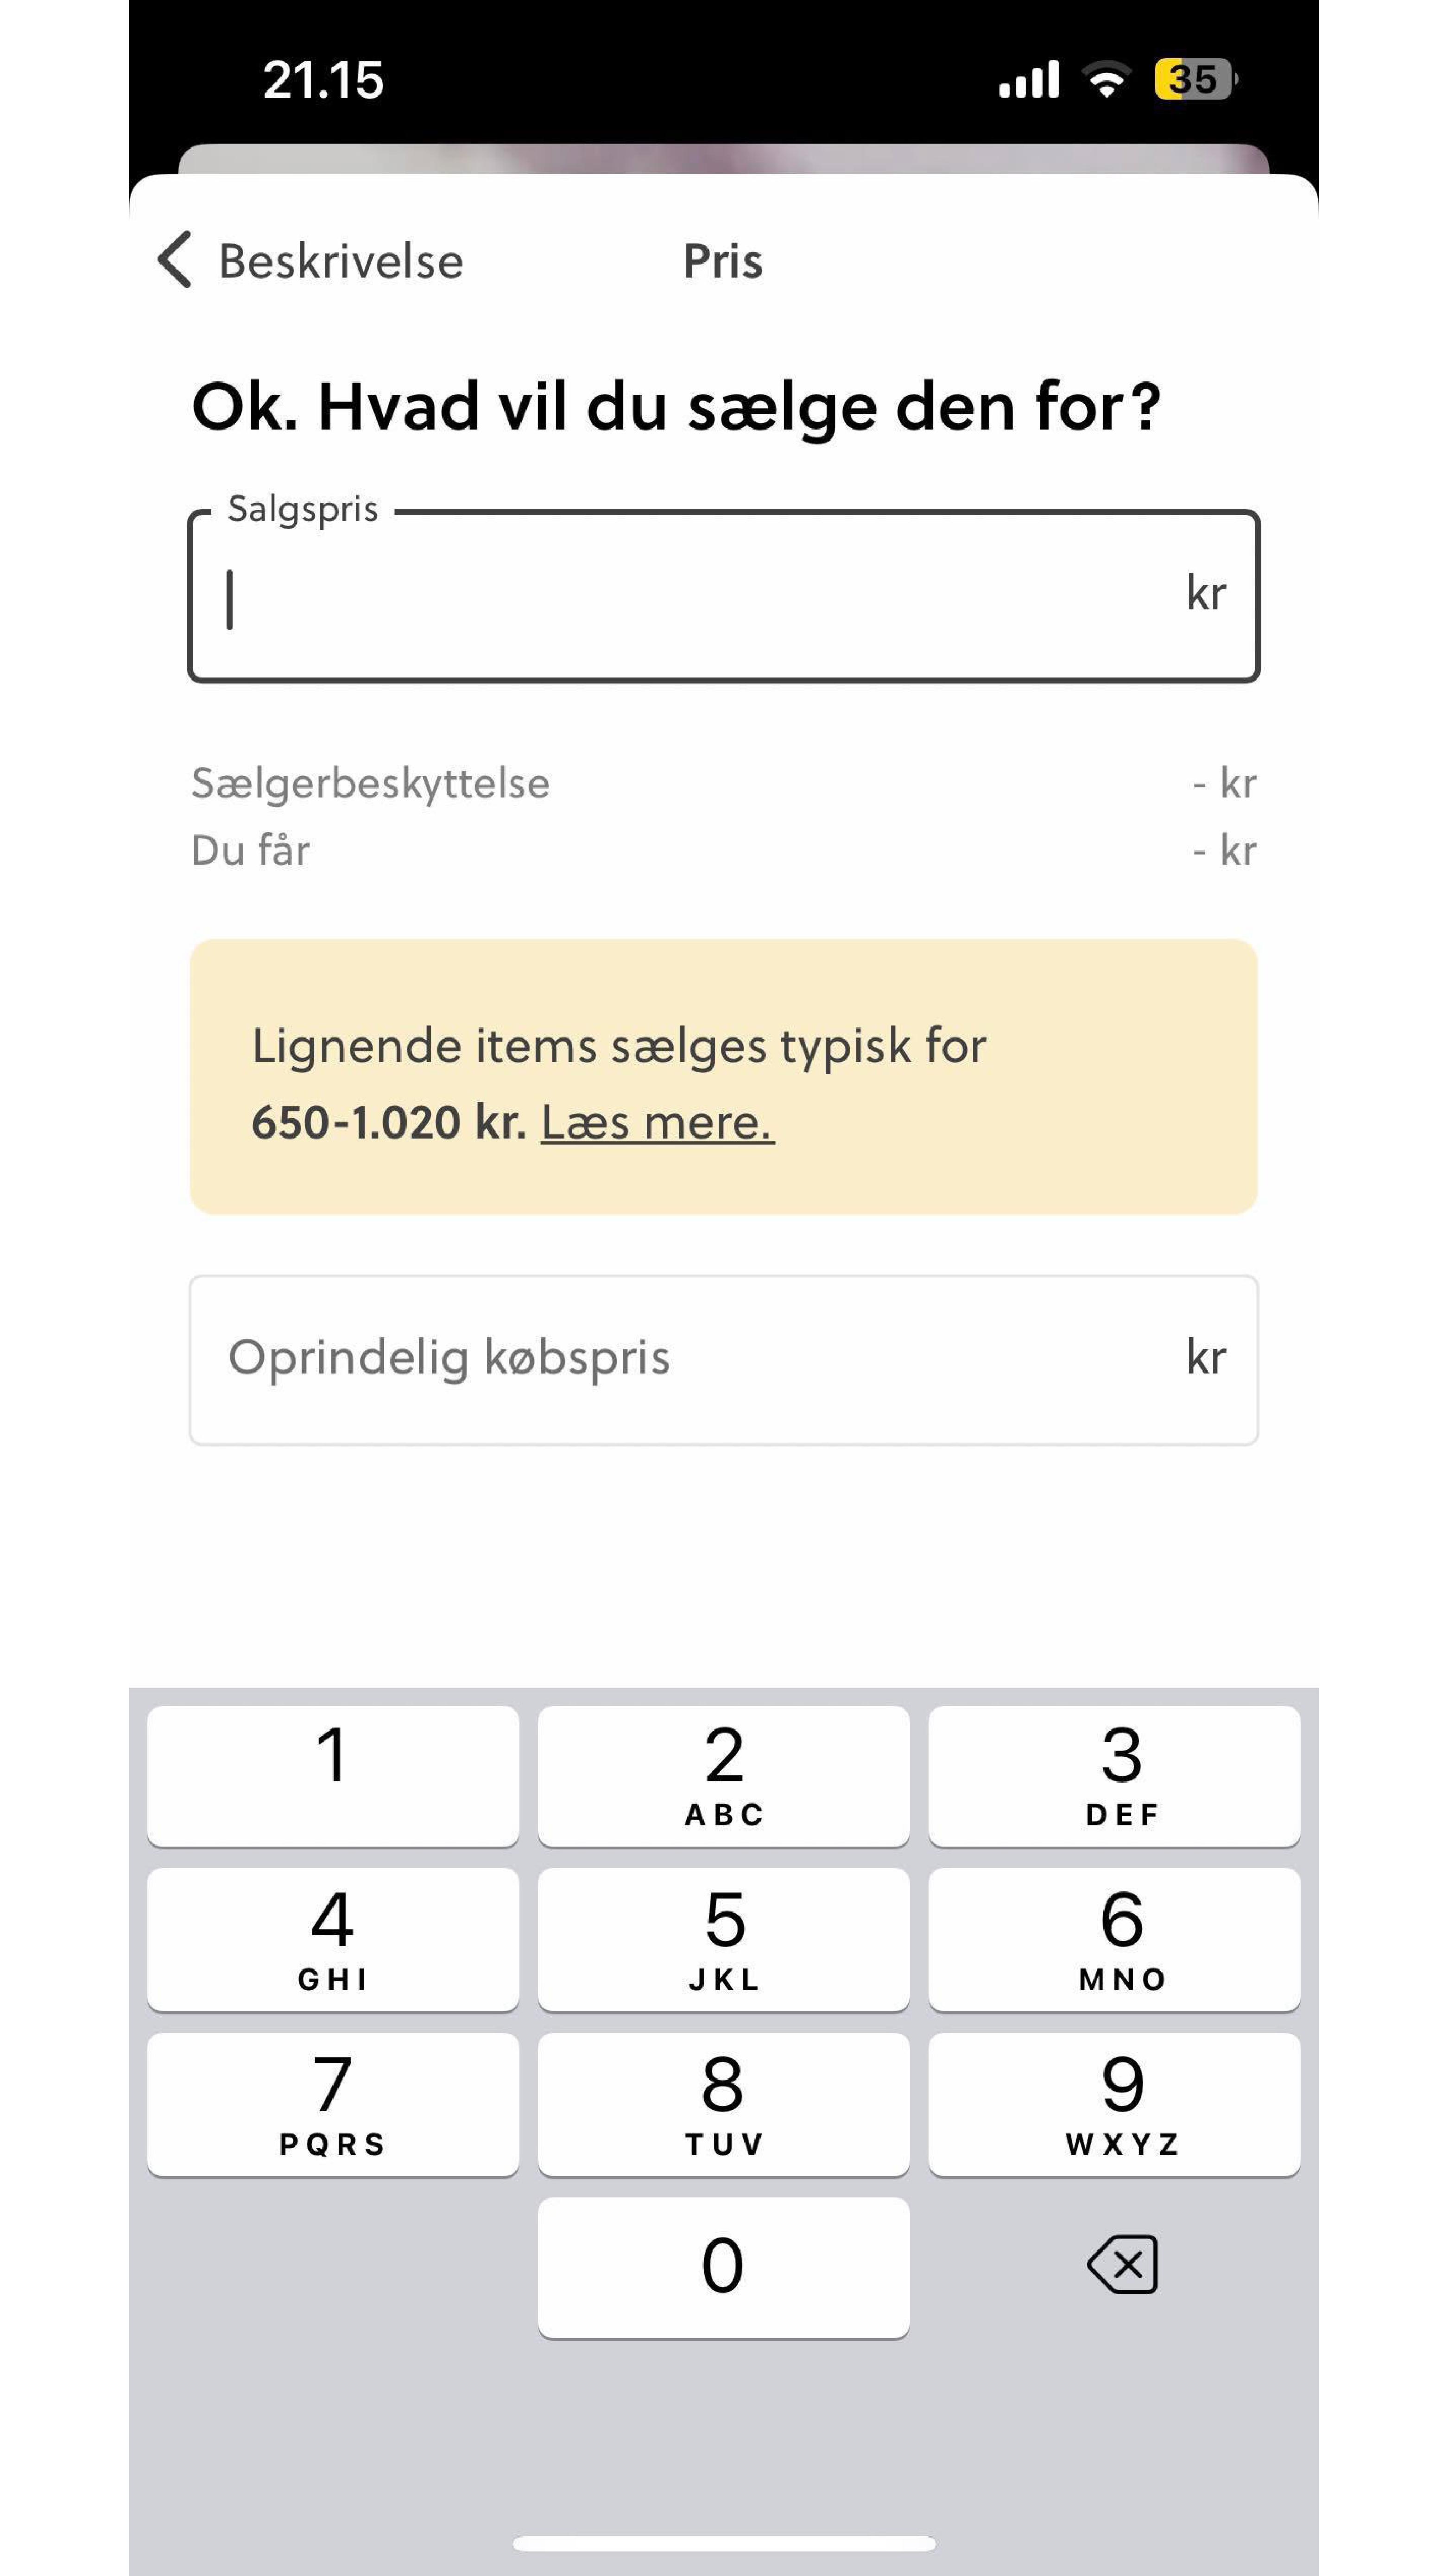 21.15
35
Beskrivelse
Pris
Ok. Hvad vil du sælge den for?
Salgspris
kr
Sælgerbeskyttelse - kr
Du får - kr
Lignende items sælges typisk for
650-1.020 kr. Læs mere.
Oprindelig købspris kr
1 2 3
ABC DEF
4 5 6
GHI JKL MNO
7 8 9
PQRS TUV WXYZ
0